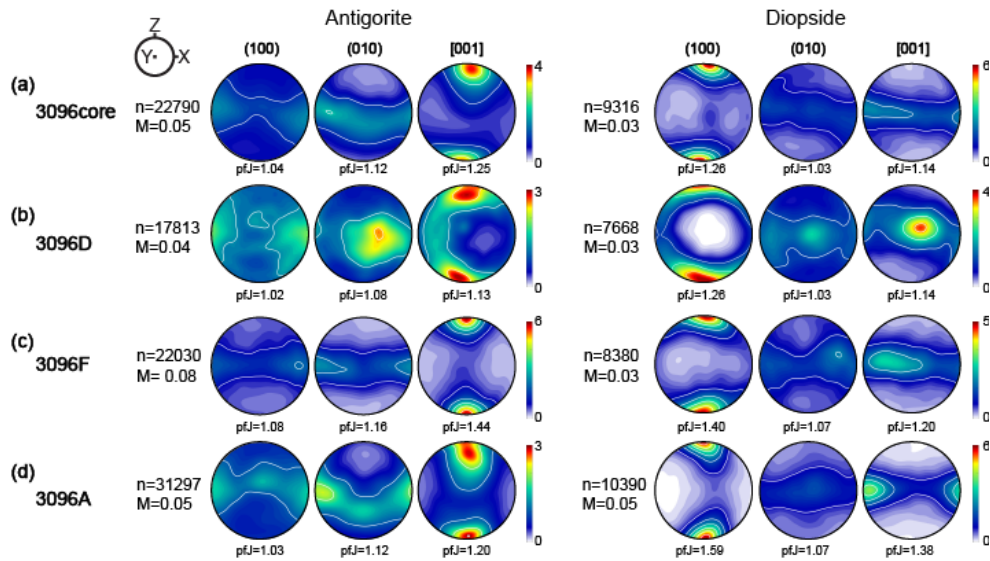 Antigorite Diopside
Z
Y X
(100) (010) [001] (100) (010) [001]
(a)
3096core
n=22790
M=0.05
pfJ=1.04 pfJ=1.12 pfJ=1.25
4
0
n=9316
M=0.03
pfJ=1.26 pfJ=1.03 pfJ=1.14
6
0
(b)
3096D
n=17813
M=0.04
pfJ=1.02 pfJ=1.08 pfJ=1.13
3
0
n=7668
M=0.03
pfJ=1.26 pfJ=1.03 pfJ=1.14
4
0
(c)
3096F
n=22030
M= 0.08
pfJ=1.08 pfJ=1.16 pfJ=1.44
6
0
n=8380
M=0.03
pfJ=1.40 pfJ=1.07 pfJ=1.20
5
0
(d)
3096A
n=31297
M=0.05
pfJ=1.03 pfJ=1.12 pfJ=1.20
3
0
n=10390
M=0.05
pfJ=1.59 pfJ=1.07 pfJ=1.38
6
0